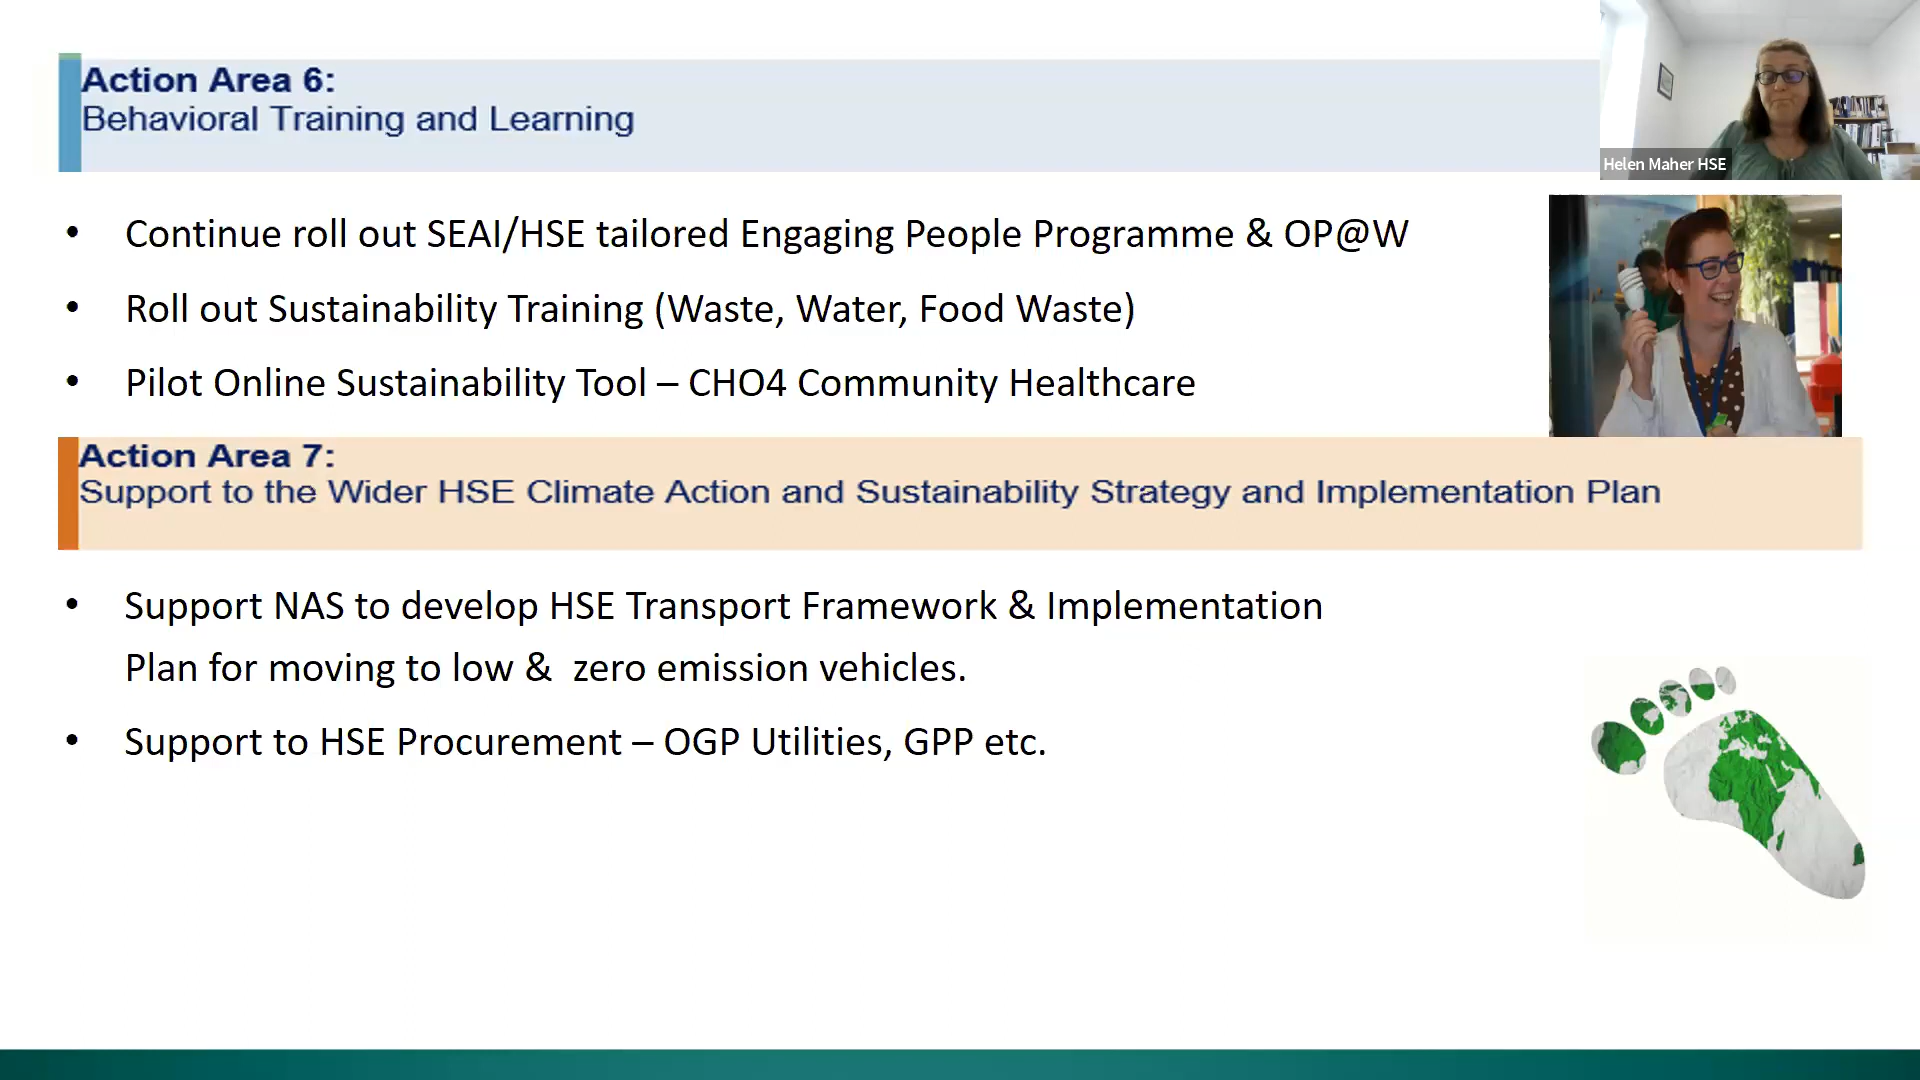 Action Area 6:
Behavioral Training and Learning
Helen Maher HSE
• Continue roll out SEAI/HSE tailored Engaging People Programme & OP@W
• Roll out Sustainability Training (Waste, Water, Food Waste)
• Pilot Online Sustainability Tool – CHO4 Community Healthcare
Action Area 7:
Support to the Wider HSE Climate Action and Sustainability Strategy and Implementation Plan
• Support NAS to develop HSE Transport Framework & Implementation
Plan for moving to low & zero emission vehicles.
• Support to HSE Procurement – OGP Utilities, GPP etc.